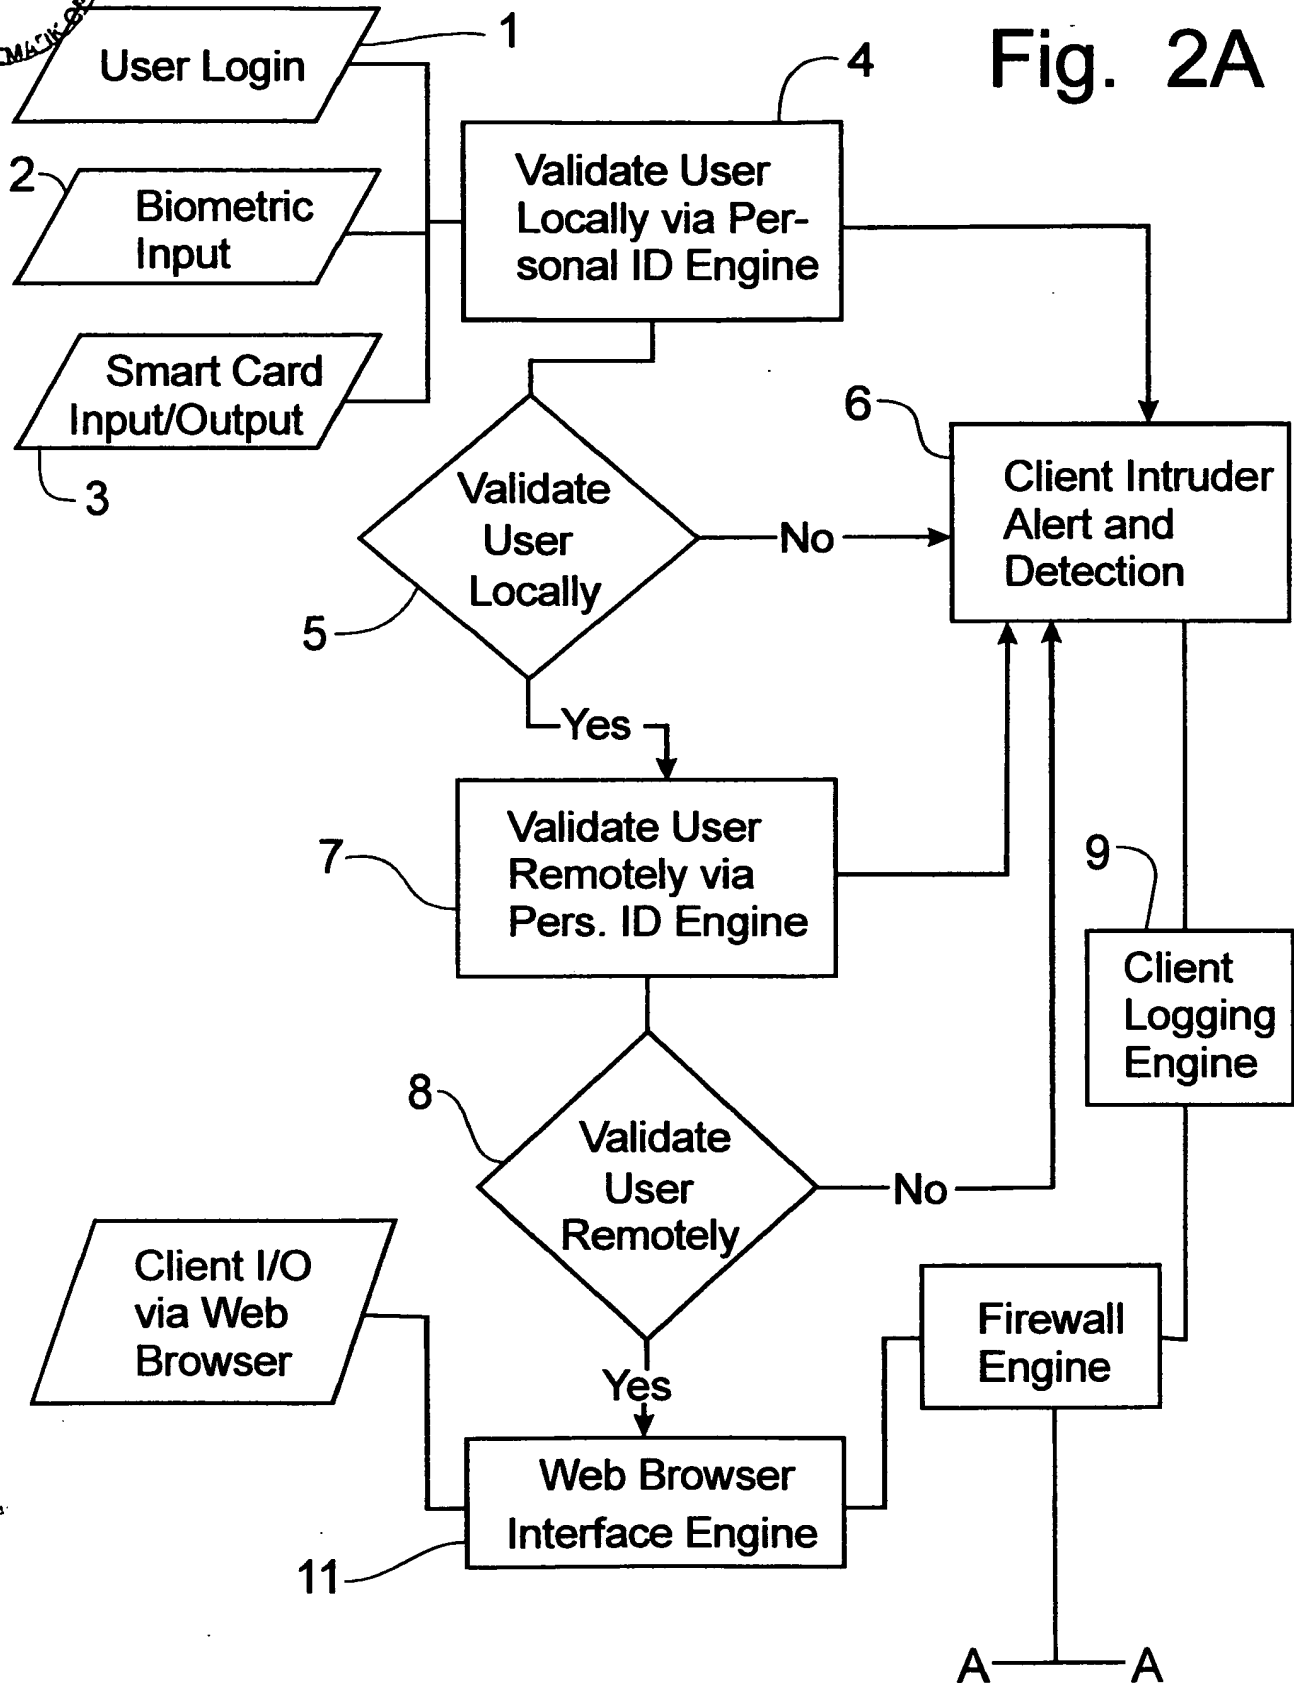 Fig. 2A
1
User Login
4
Validate User
Locally via Per-
sonal ID Engine
2
Biometric
Input
Smart Card
Input/Output
3
6
Client Intruder
Alert and
Detection
Validate
User
Locally
No
5
Yes
7
Validate User
Remotely via
Pers. ID Engine
9
Client
Logging
Engine
8
Validate
User
Remotely
No
Client I/O
via Web
Browser
Firewall
Engine
Yes
Web Browser
Interface Engine
11
A A